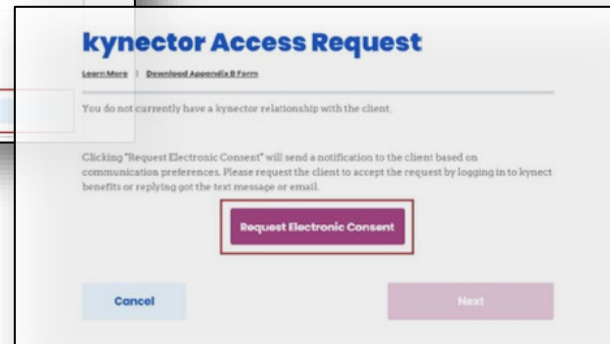 kynector Access Request
Learn More | Download Appendix B Form
You do not currently have a kynector relationship with the client.
Clicking "Request Electronic Consent" will send a notification to the client based on
communication preferences. Please request the client to accept the request by logging in to kynect
benefits or replying got the text message or email.
Request Electronic Consent
Cancel
Next